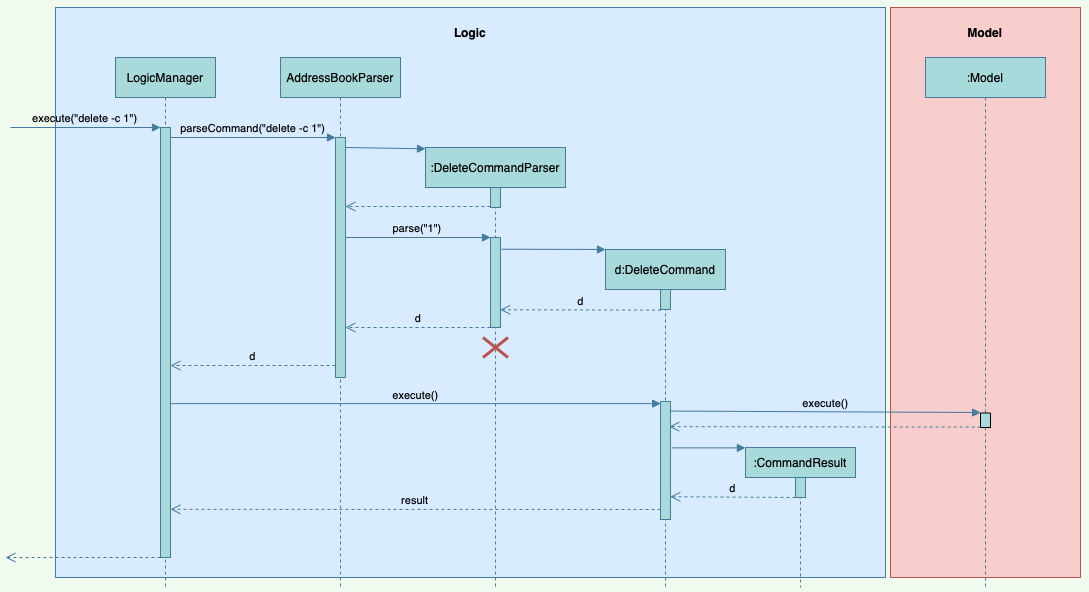 Logic
Model
LogicManager
AddressBookParser
:Model
execute("delete -c 1")
parseCommand("delete -c 1")
:DeleteCommandParser
parse("1")
d:DeleteCommand
d
d
d
execute()
execute()
:CommandResult
d
result